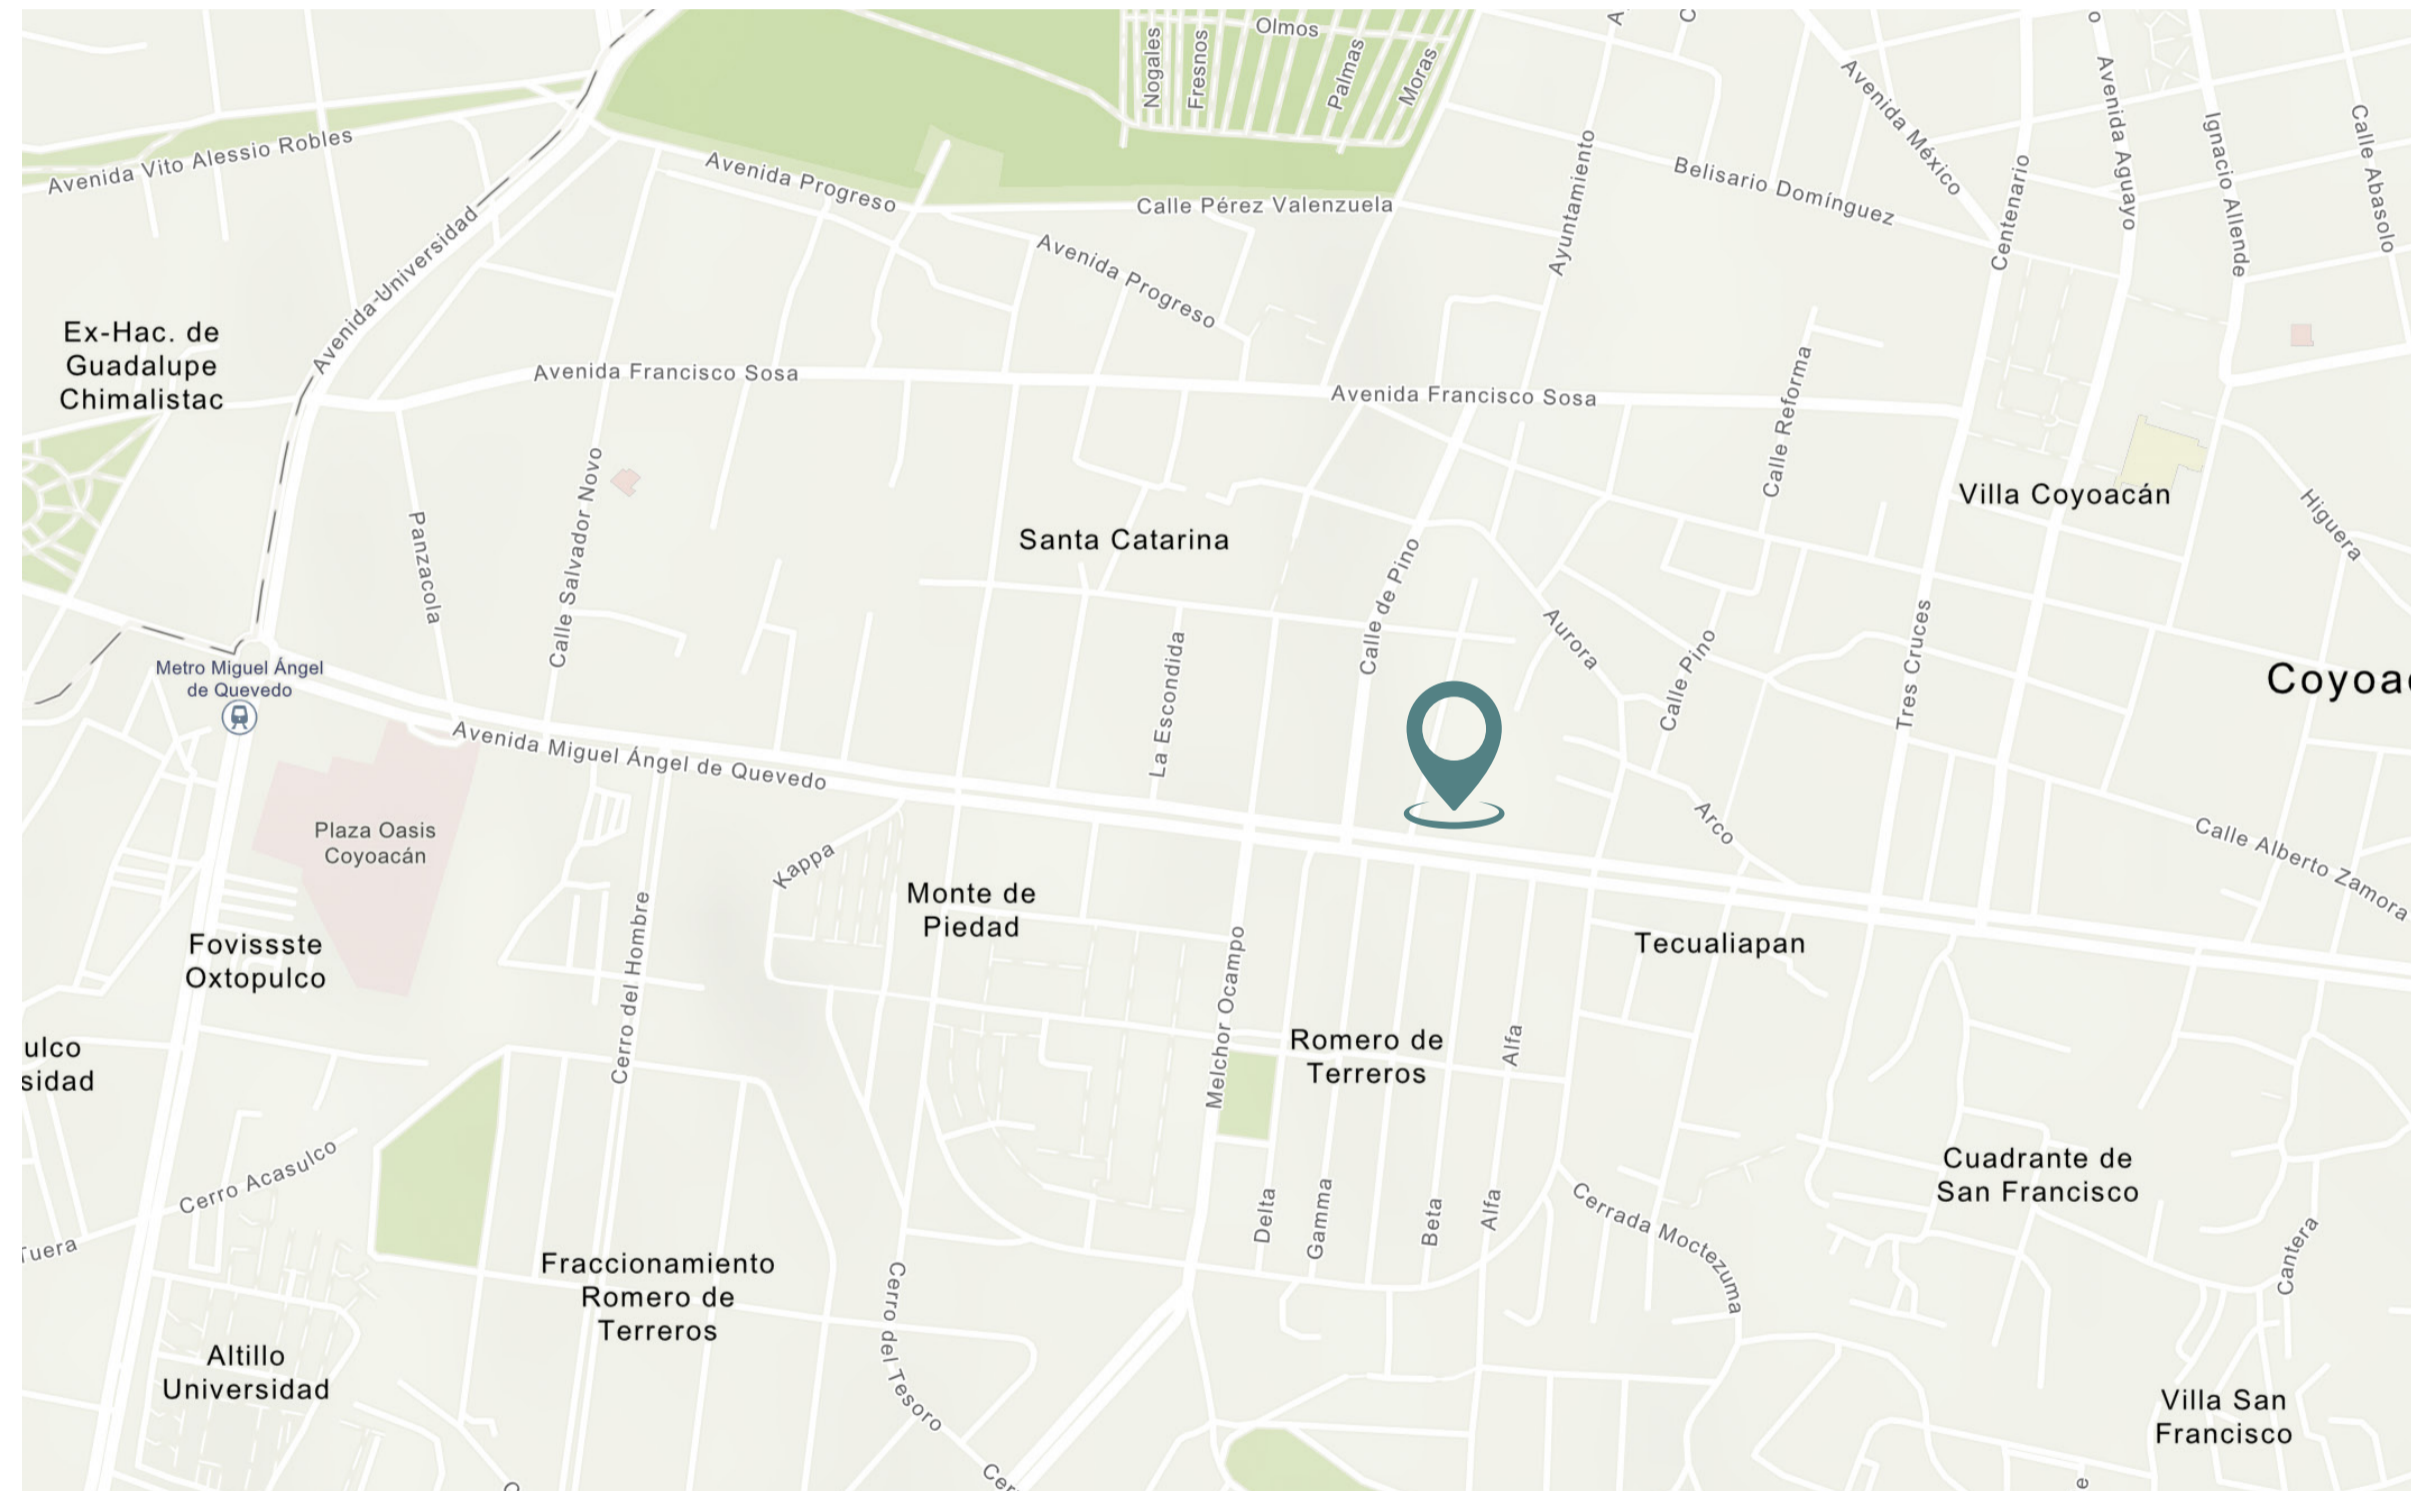 Olmos
Nogales
Fresnos
Palmas
Moras
Avenida México
Avenida Aguayo
Ignacio Allende
Calle Abasolo
Avenida Vito Alessio Robles
Avenida Progreso
Calle Pérez Valenzuela
Ayuntamiento
Belisario Domínguez
Centenario
Avenida Universidad
Avenida Progreso
Ex-Hac. de
Guadalupe
Chimalistac
Avenida Francisco Sosa
Avenida Francisco Sosa
Calle Reforma
Villa Coyoacán
Higuera
Panzacola
Calle Salvador Novo
Santa Catarina
Calle de Pino
Aurora
Calle Pino
Tres Cruces
La Escondida
Metro Miguel Ángel
de Quevedo
Coyoa
Avenida Miguel Ángel de Quevedo
Plaza Oasis
Coyoacán
Kappa
Arco
Calle Alberto Zamora
Monte de
Piedad
Cerro del Hombre
Fovissste
Oxtopulco
Melchor Ocampo
Tecualiapan
ulco
sidad
Romero de
Terreros
Alfa
Cerro Acasulco
Cuadrante de
San Francisco
Delta
Gamma
Beta
Alfa
Cerrada Moctezuma
Cantera
uera
Fraccionamiento
Romero de
Terreros
Cerro del Tesoro
Altillo
Universidad
Villa San
Francisco
Cer